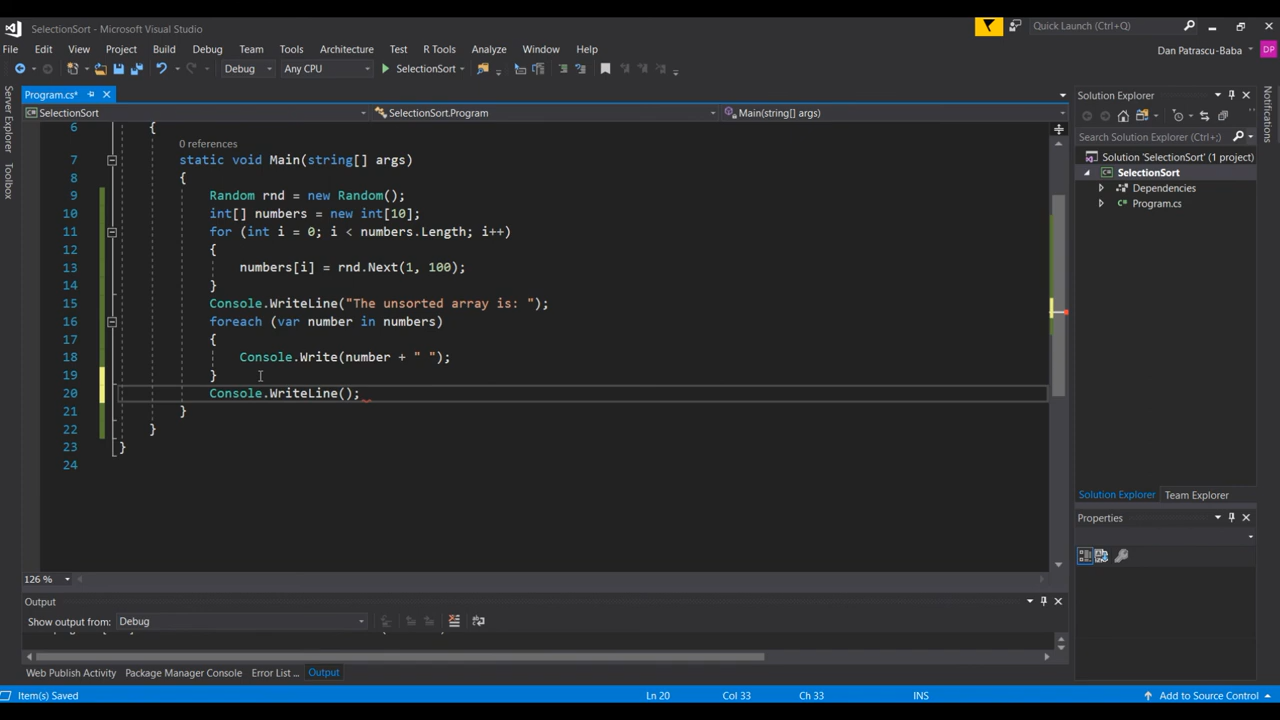 SelectionSort - Microsoft Visual Studio
Quick Launch (Ctrl+Q)
File Edit View Project Build Debug Team Tools Architecture Test R Tools Analyze Window Help
Dan Patrascu-Baba
DP
Debug
Any CPU
SelectionSort
Server Explorer
Toolbox
Program.cs*
SelectionSort
SelectionSort.Program
Main(string[] args)
6 {
0 references
7 static void Main(string[] args)
8 {
9 Random rnd = new Random();
10 int[] numbers = new int[10];
11 for (int i = 0; i < numbers.Length; i++)
12 {
13 numbers[i] = rnd.Next(1, 100);
14 }
15 Console.WriteLine("The unsorted array is: ");
16 foreach (var number in numbers)
17 {
18 Console.Write(number + " ");
19 }
20 Console.WriteLine();
21 }
22 }
23 }
24
126 %
Output
Show output from: Debug
Web Publish Activity Package Manager Console Error List ... Output
Solution Explorer
Search Solution Explorer (Ctrl+;)
Solution 'SelectionSort' (1 project)
SelectionSort
Dependencies
Program.cs
Solution Explorer Team Explorer
Properties
Notifications
Item(s) Saved
Ln 20 Col 33 Ch 33 INS
Add to Source Control